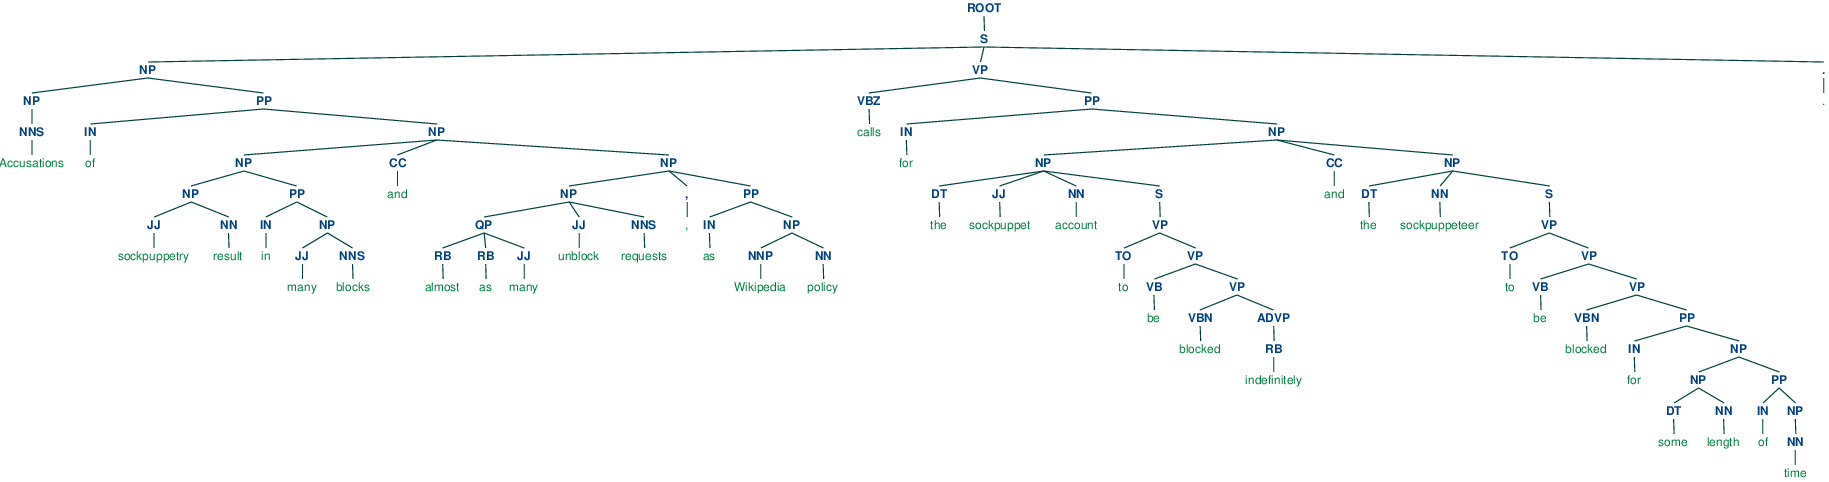 ROOT
S
NP VP .
NP PP VBZ PP .
NNS IN NP calls IN NP
Accusations of NP CC NP for NP CC NP
NP PP and NP , PP DT JJ NN S and DT NN S
JJ NN IN NP QP JJ NNS , IN NP the sockpuppet account VP the sockpuppeteer VP
sockpuppetry result in JJ NNS RB RB JJ unblock requests as NNP NN TO VP TO VP
many blocks almost as many Wikipedia policy to VB VP to VB VP
be VBN ADVP be VBN PP
blocked RB blocked IN NP
indefinitely for NP PP
DT NN IN NP
some length of NN
time